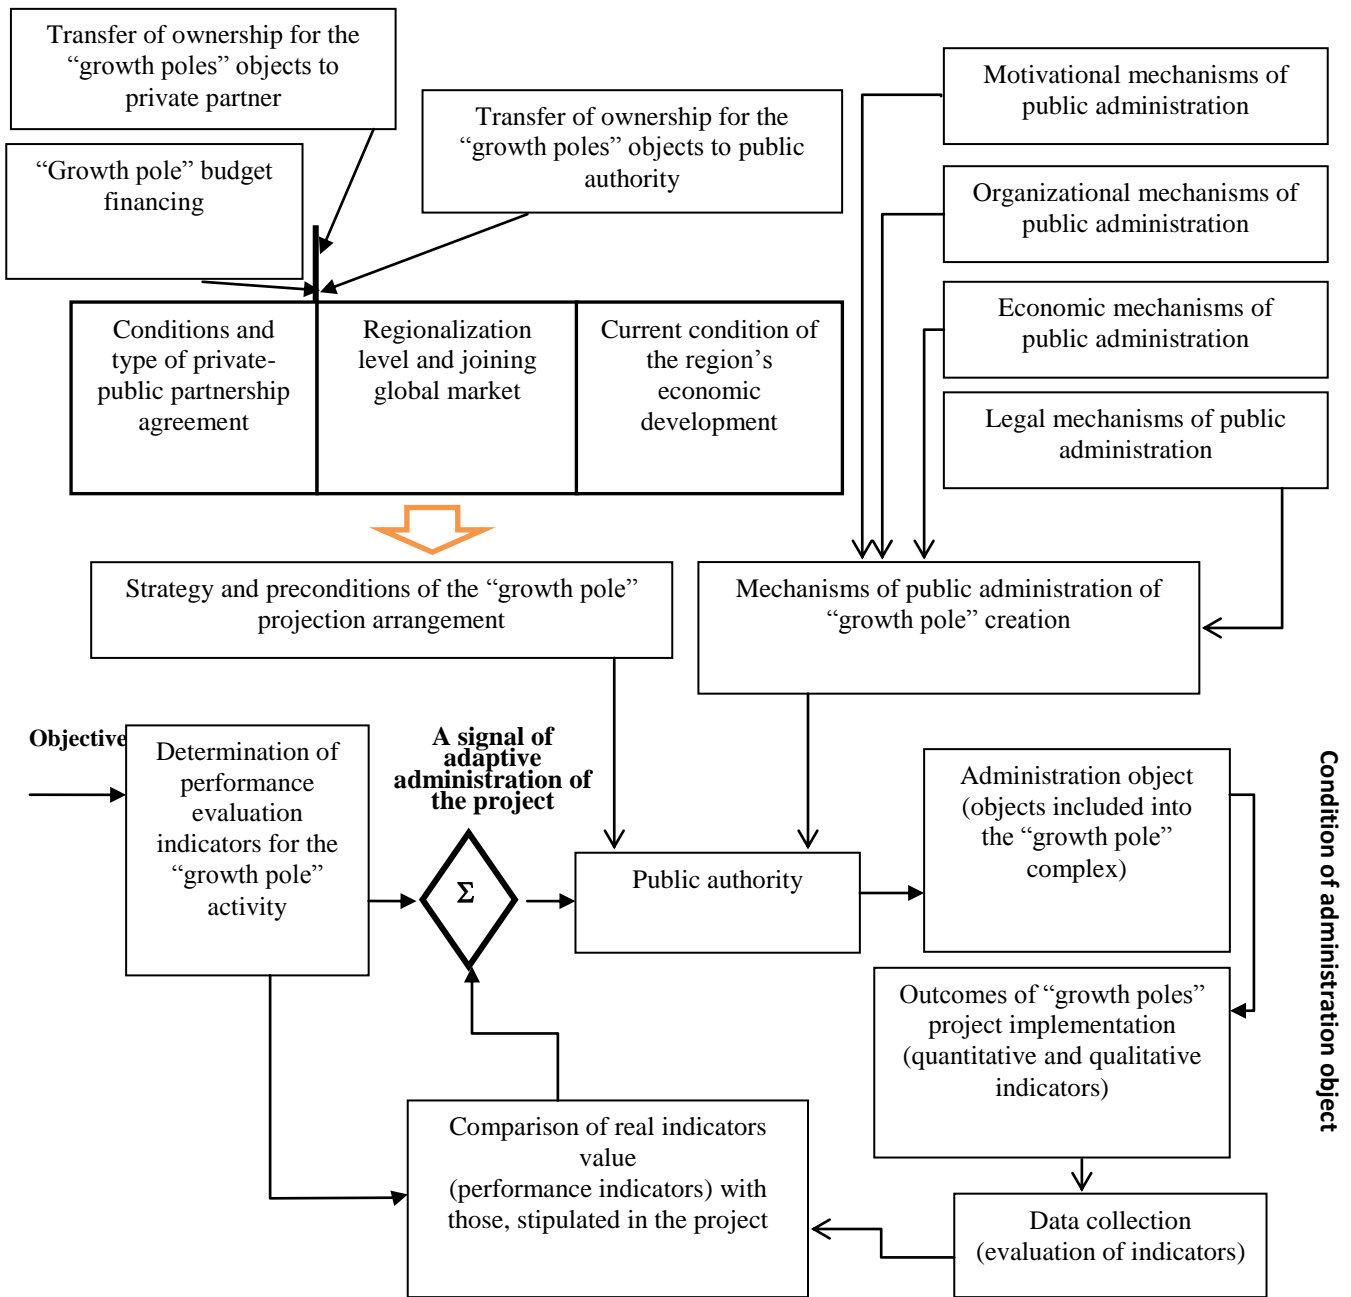 Transfer of ownership for the
“growth poles” objects to
private partner
“Growth pole” budget
financing
Transfer of ownership for the
“growth poles” objects to public
authority
Motivational mechanisms of
public administration
Organizational mechanisms of
public administration
Economic mechanisms of
public administration
Legal mechanisms of public
administration
Conditions and
type of private-
public partnership
agreement
Regionalization
level and joining
global market
Current condition of
the region’s
economic
development
Strategy and preconditions of the “growth pole”
projection arrangement
Mechanisms of public administration of
“growth pole” creation
Objective
Determination of
performance
evaluation
indicators for the
“growth pole”
activity
A signal of
adaptive
administration of
the project
Σ
Public authority
Administration object
(objects included into
the “growth pole”
complex)
Condition of administration object
Outcomes of “growth poles”
project implementation
(quantitative and qualitative
indicators)
Comparison of real indicators
value
(performance indicators) with
those, stipulated in the project
Data collection
(evaluation of indicators)